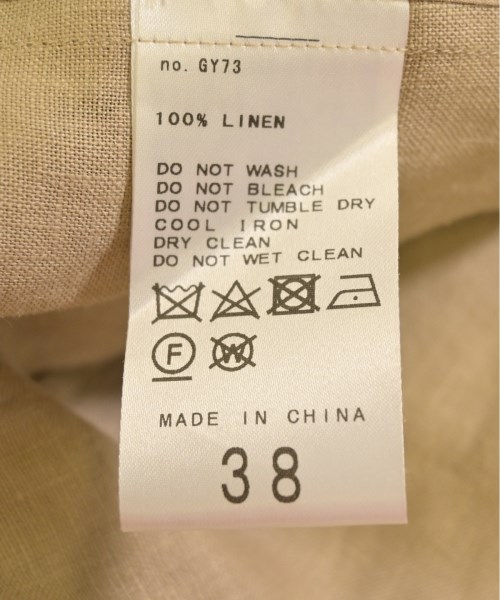 no. GY73
100% LINEN
DO NOT WASH
DO NOT BLEACH
DO NOT TUMBLE DRY
COOL IRON
DRY CLEAN
DO NOT WET CLEAN
F W
MADE IN CHINA
38